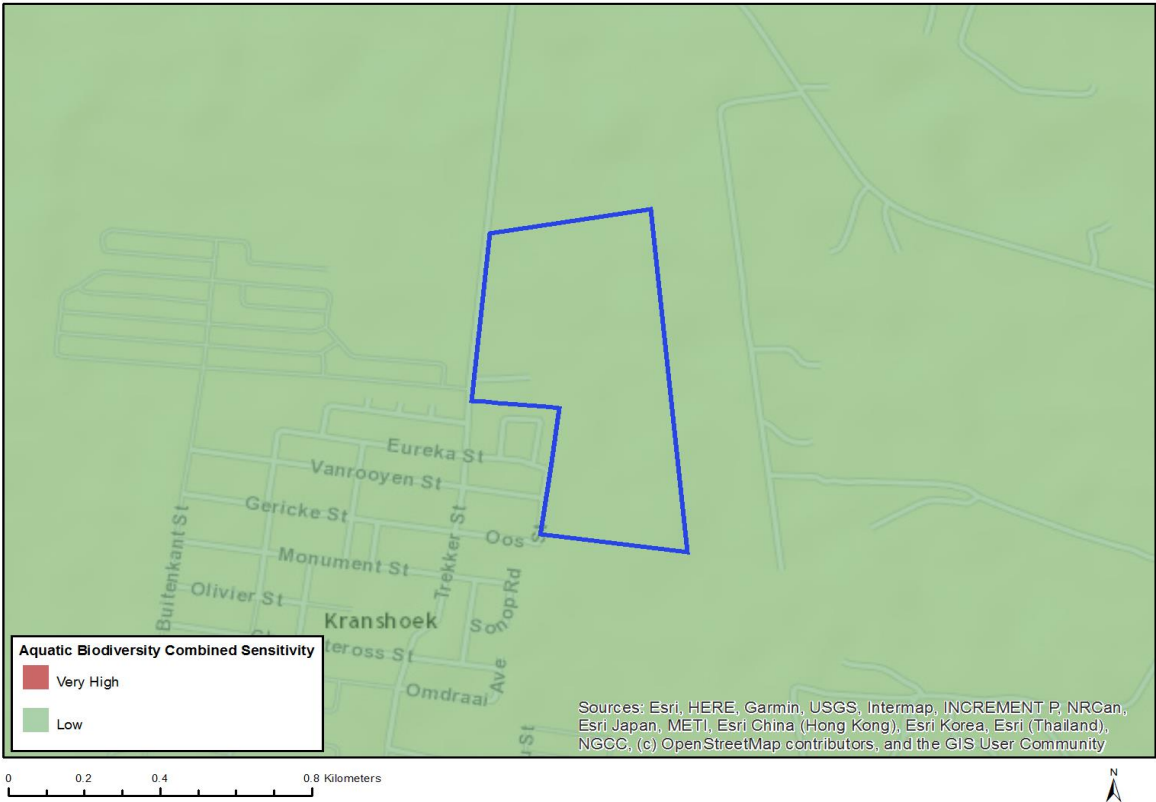 Eureka St
Vanrooyen St
Gericke St
Oos St
Monument St
Trekker St
Buitenkant St
Olivier St
Sonop Rd
Kranshoek
teross St
Omdraai Ave
u St
Aquatic Biodiversity Combined Sensitivity
Very High
Low
Sources: Esri, HERE, Garmin, USGS, Intermap, INCREMENT P, NRCan,
Esri Japan, METI, Esri China (Hong Kong), Esri Korea, Esri (Thailand),
NGCC, (c) OpenStreetMap contributors, and the GIS User Community
0 0.2 0.4 0.8 Kilometers
N